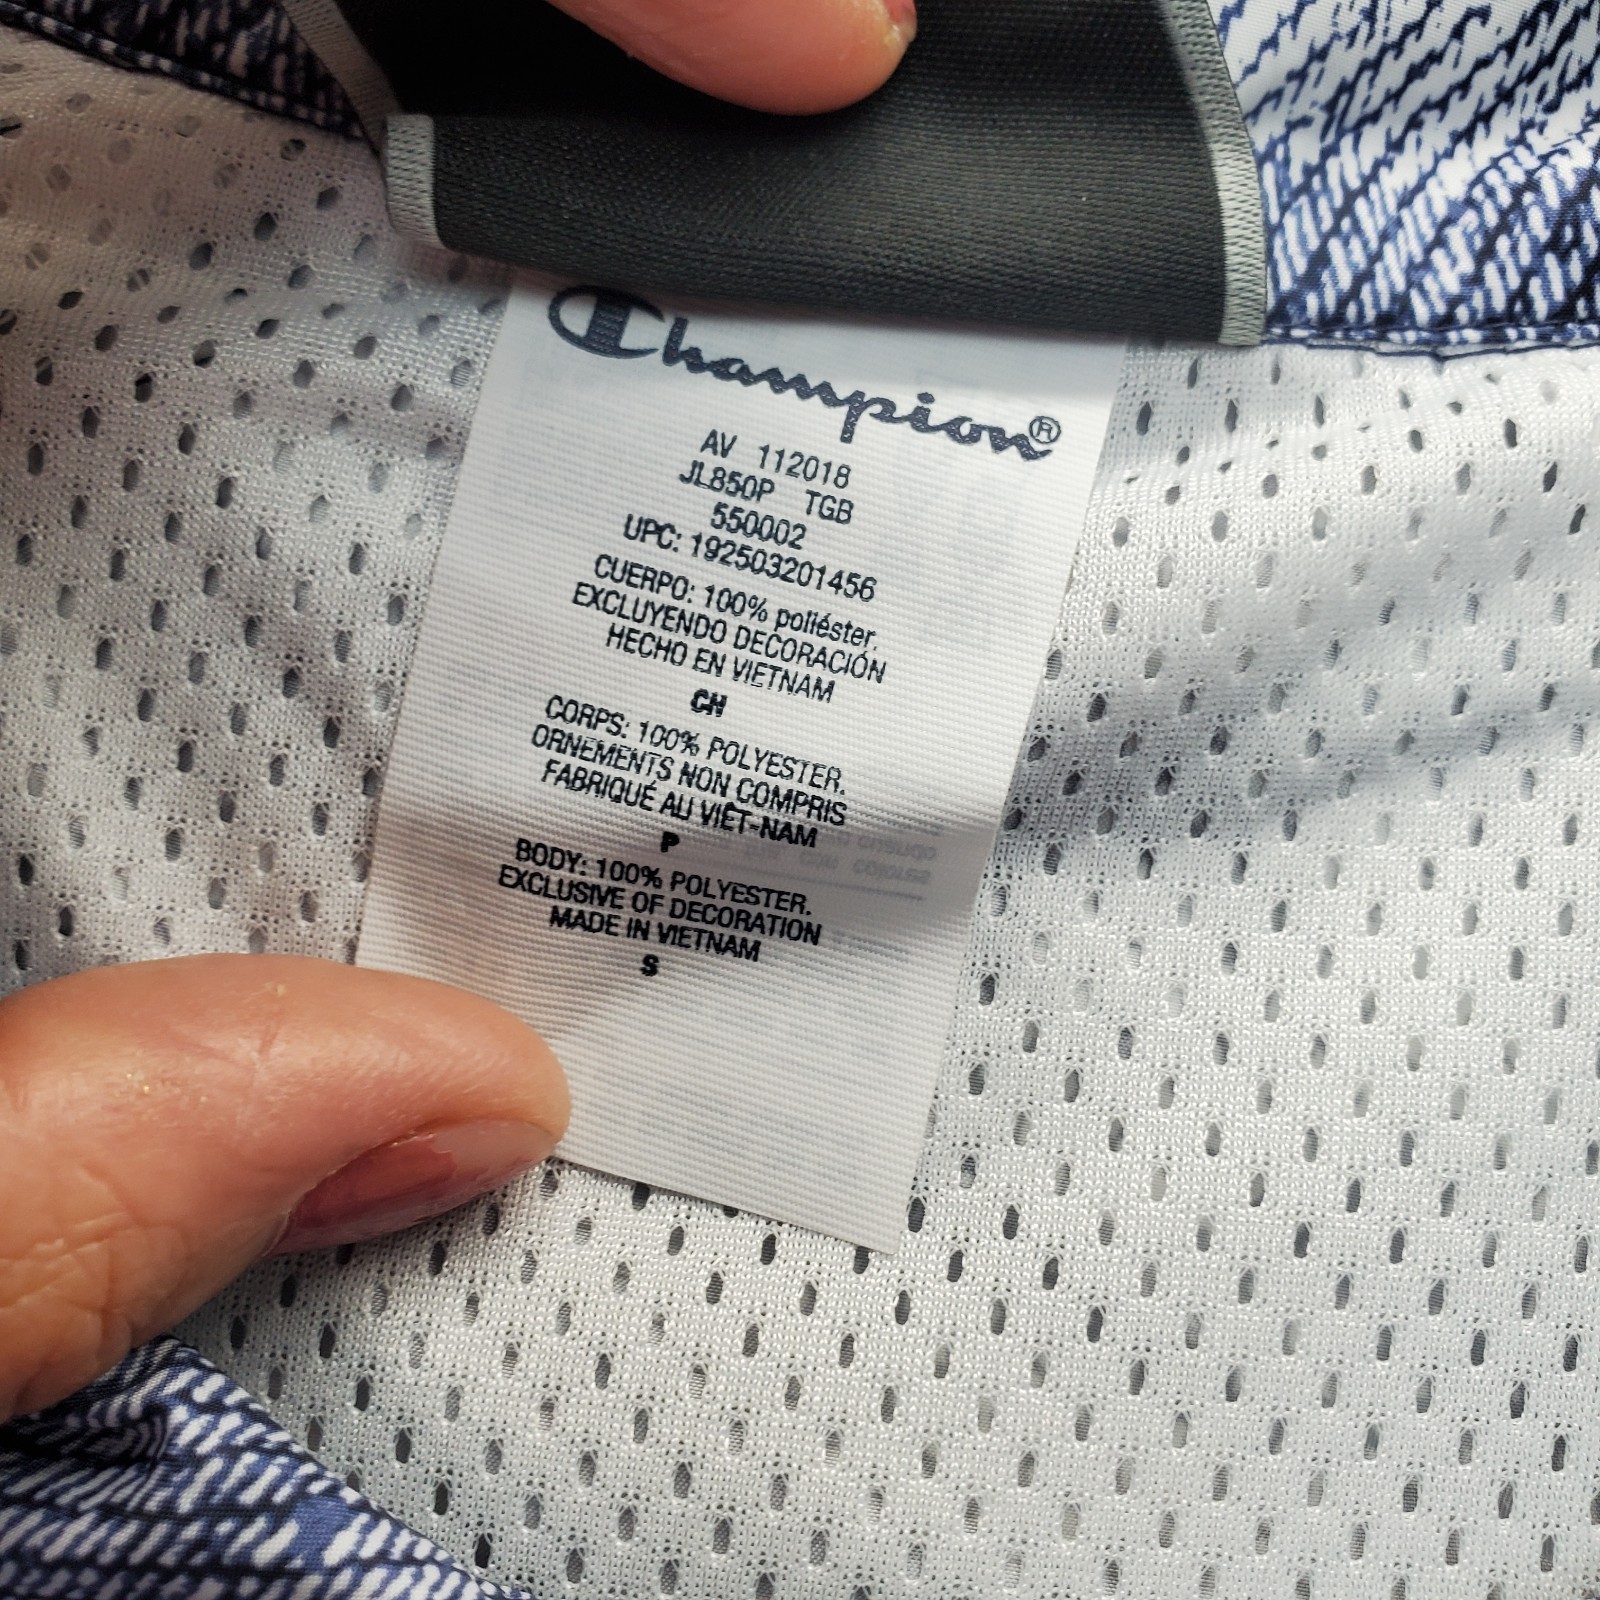 Champion®
AV 112018
JL850P TGB
550002
UPC: 192503201456
CUERPO: 100% poliéster.
EXCLUYENDO DECORACIÓN
HECHO EN VIETNAM
CH
CORPS: 100% POLYESTER.
ORNEMENTS NON COMPRIS
FABRIQUÉ AU VIÊT-NAM
P
BODY: 100% POLYESTER.
EXCLUSIVE OF DECORATION
MADE IN VIETNAM
S